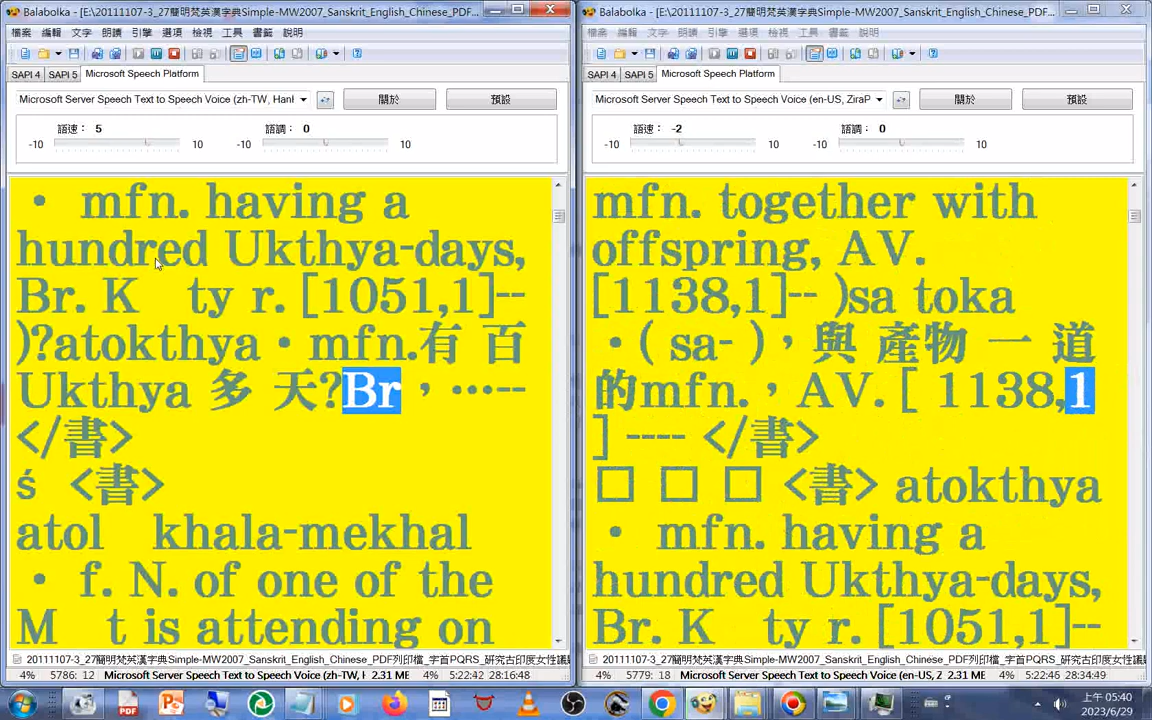 Balabolka - [E:\20111107-3_27簡明梵英漢字典Simple-MW2007_Sanskrit_English_Chinese_PDF...
檔案 編輯 文字 朗讀 引擎 選項 檢視 工具 書籤 說明
SAPI 4 SAPI 5 Microsoft Speech Platform
Microsoft Server Speech Text to Speech Voice (zh-TW, Hanl 關於 預設
語速： 5 語調： 0
-10 10 -10 10
• mfn. having a
hundred Ukthya-days,
Br. K ty r. [1051,1]--
)?atokthya•mfn.有 百
Ukthya 多 天?Br，…--
</書>
ś <書>
atol khala-mekhal
• f. N. of one of the
M t is attending on
20111107-3_27簡明梵英漢字典Simple-MW2007_Sanskrit_English_Chinese_PDF列印檔_字首PQRS_研究古印度女性議
4% 5786: 12 Microsoft Server Speech Text to Speech Voice (zh-TW, H 2.31 ME 4% 5:22:42 28:16:48
Balabolka - [E:\20111107-3_27簡明梵英漢字典Simple-MW2007_Sanskrit_English_Chinese_PDF...
檔案 編輯 文字 朗讀 引擎 選項 檢視 工具 書籤 說明
SAPI 4 SAPI 5 Microsoft Speech Platform
Microsoft Server Speech Text to Speech Voice (en-US, ZiraP 關於 預設
語速： -2 語調： 0
-10 10 -10 10
mfn. together with
offspring, AV.
[1138,1]-- )sa toka
•( sa- )，與 產物 一 道
的mfn.，AV. [ 1138,1
] ---- </書>
□ □ □ <書> atokthya
• mfn. having a
hundred Ukthya-days,
Br. K ty r. [1051,1]--
20111107-3_27簡明梵英漢字典Simple-MW2007_Sanskrit_English_Chinese_PDF列印檔_字首PQRS_研究古印度女性議
4% 5779: 18 Microsoft Server Speech Text to Speech Voice (en-US, Z 2.31 ME 4% 5:22:46 28:34:49
上午 05:40
2023/6/29